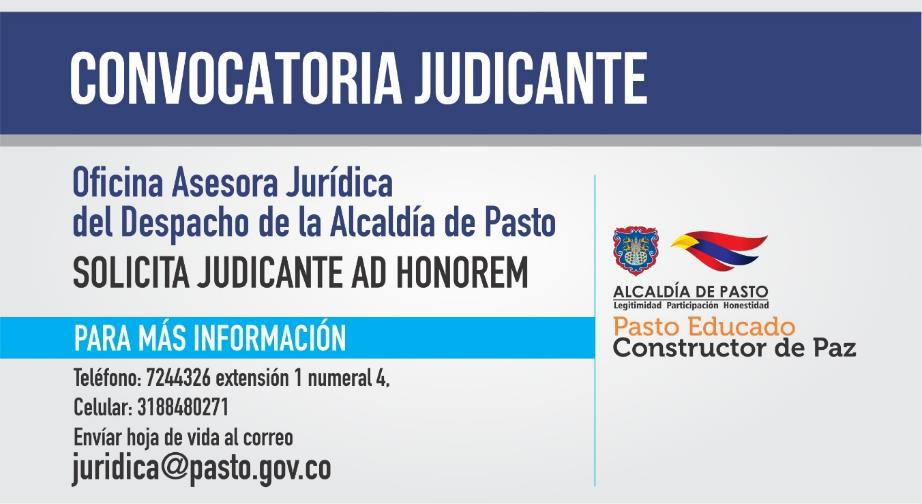 CONVOCATORIA JUDICANTE
Oficina Asesora Jurídica
del Despacho de la Alcaldía de Pasto
SOLICITA JUDICANTE AD HONOREM
PARA MÁS INFORMACIÓN
Teléfono: 7244326 extensión 1 numeral 4,
Celular: 3188480271
Envíar hoja de vida al correo
juridica@pasto.gov.co
ALCALDÍA DE PASTO
Legitimidad Participación Honestidad
Pasto Educado
Constructor de Paz